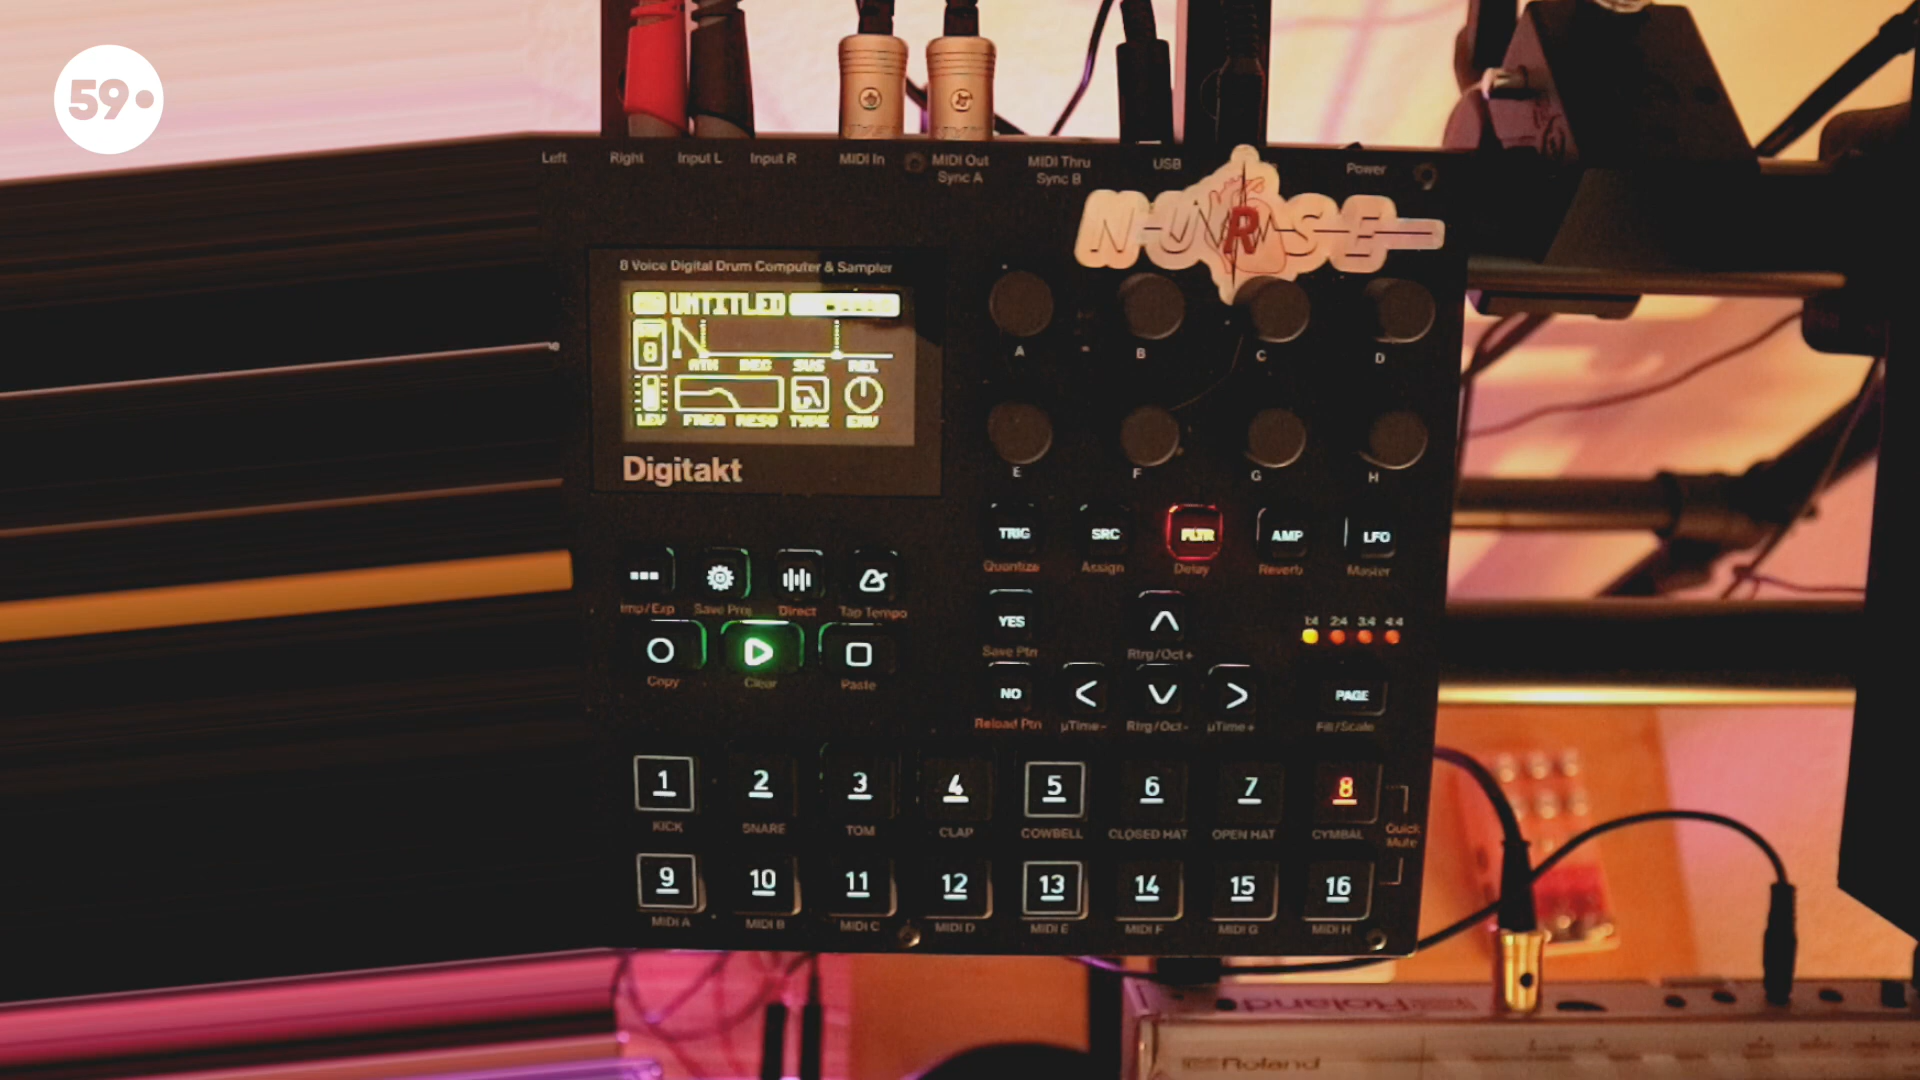 59•
Left Right Input L Input R MIDI In MIDI Out MIDI Thru USB Power
Sync A Sync B
NURSE
8 Voice Digital Drum Computer & Sampler
UNTITLED
ATK DEC SUS REL
LEV FREQ RESO TYPE ENV
Digitakt
A B C D
E F G H
TRIG SRC FLTR AMP LFO
Quantize Assign Delay Reverb Master
Imp/Exp Save Proj Direct Tap Tempo
YES
1:4 2:4 3:4 4:4
Save Ptn Rtrg/Oct+
Copy Clear Paste
NO PAGE
Reload Ptn µTime- Rtrg/Oct- µTime+ Fill/Scale
1 2 3 4 5 6 7 8
KICK SNARE TOM CLAP COWBELL CLOSED HAT OPEN HAT CYMBAL
Quick
Mute
9 10 11 12 13 14 15 16
MIDI A MIDI B MIDI C MIDI D MIDI E MIDI F MIDI G MIDI H
Roland
Roland